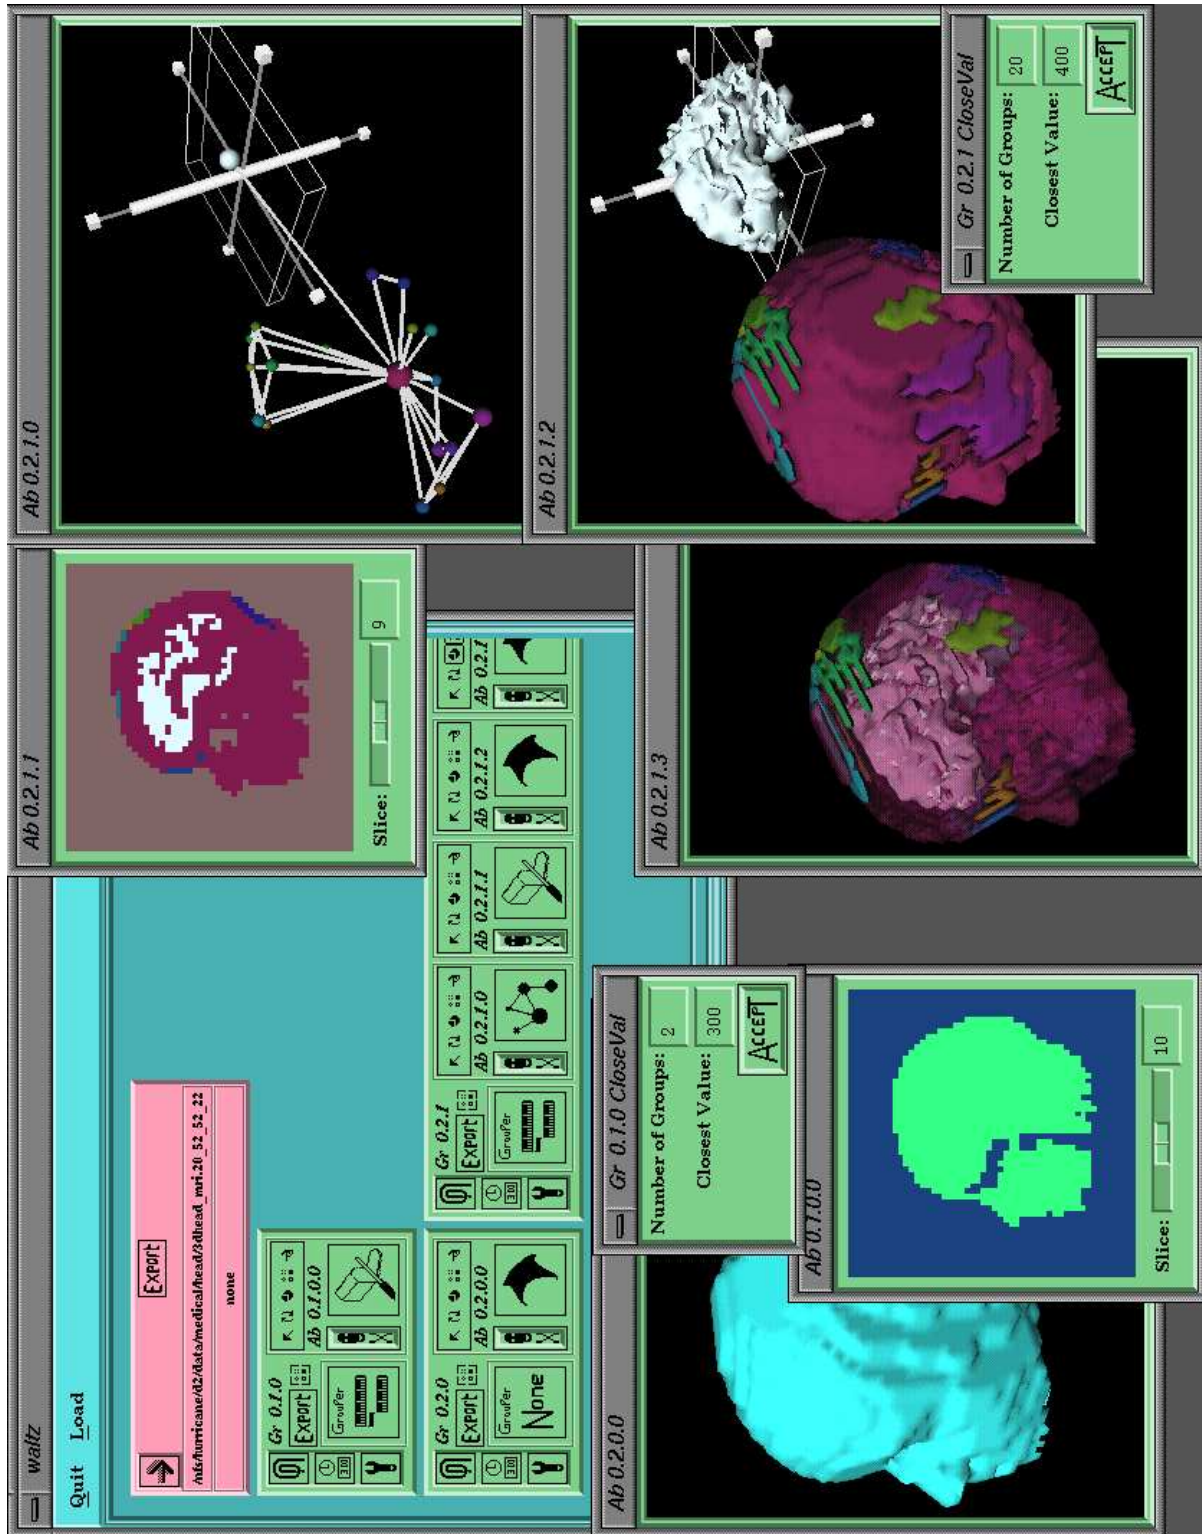 waltz
Quit Load
EXPORT
/nfs/hurricane/d2/data/medical/head/3dhead_mri.20_52_52_22
none
Gr 0.1.0
EXPORT
Ab 0.1.0.0
GrouPer
300
Gr 0.2.0
EXPORT
Ab 0.2.0.0
GrouPer
None
300
Gr 0.2.1
EXPORT
GrouPer
300
Ab 0.2.1.0
Ab 0.2.1.1
Ab 0.2.1.2
Ab 0.2.1
Ab 0.2.1.1
Slice:
9
Ab 0.2.1.0
Ab 0.2.0.0
Gr 0.1.0 CloseVal
Number of Groups: 2
Closest Value: 300
ACCEPT
Ab 0.1.0.0
Slice:
10
Ab 0.2.1.3
Ab 0.2.1.2
Gr 0.2.1 CloseVal
Number of Groups: 20
Closest Value: 400
ACCEPT